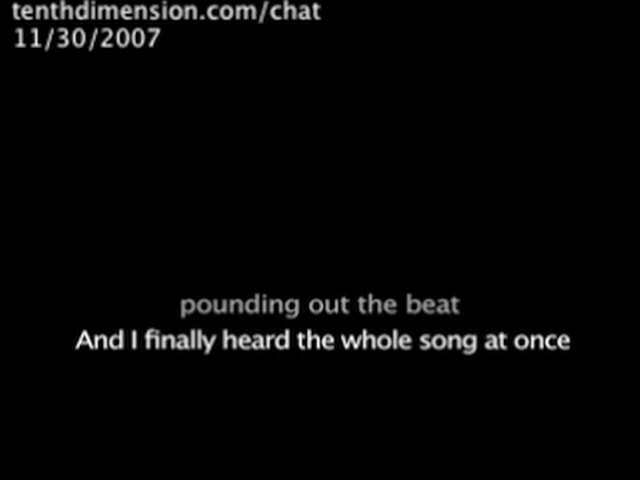 tenthdimension.com/chat
11/30/2007
pounding out the beat
And I finally heard the whole song at once